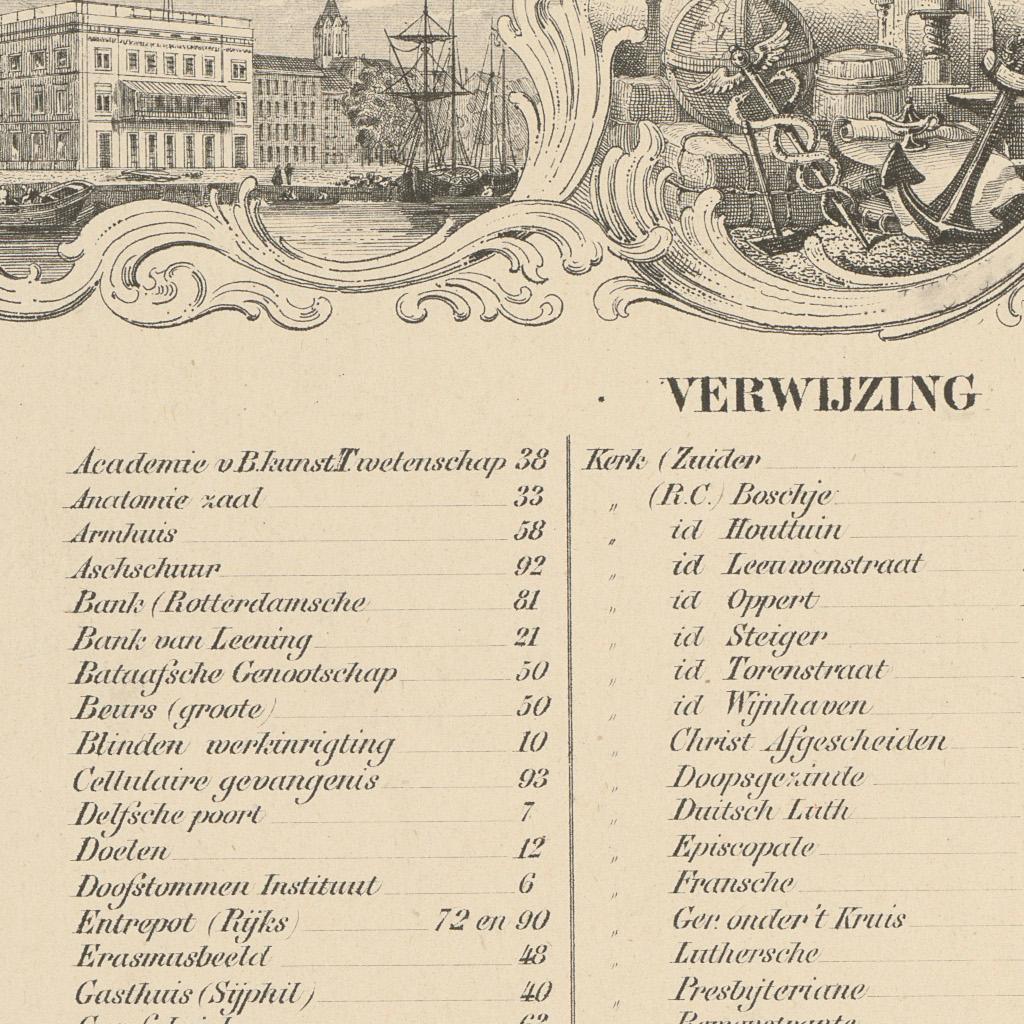 VERWIJZING
Academie v B.kunst T. wetenschap 38
Anatomie zaal 33
Armhuis 58
Aschschuur 92
Bank (Rotterdamsche 81
Bank van Leening 21
Bataafsche Genootschap 50
Beurs (groote) 50
Blinden werkinrigting 10
Cellulaire gevangenis 93
Delfsche poort 7
Doelen 12
Doofstommen Instituut 6
Entrepot (Rijks) 72 en 90
Erasmusbeeld 48
Gasthuis (Sijphil) 40
62
Kerk (Zuider
„ (R.C.) Boschje
„ id Houttuin
„ id Leeuwenstraat
„ id Oppert
„ id Steiger
„ id Torenstraat
„ id Wijnhaven
„ Christ Afgescheiden
„ Doopsgezinde
„ Duitsch Luth
„ Episcopale
„ Fransche
„ Ger. onder 't Kruis
„ Luthersche
„ Presbijteriane